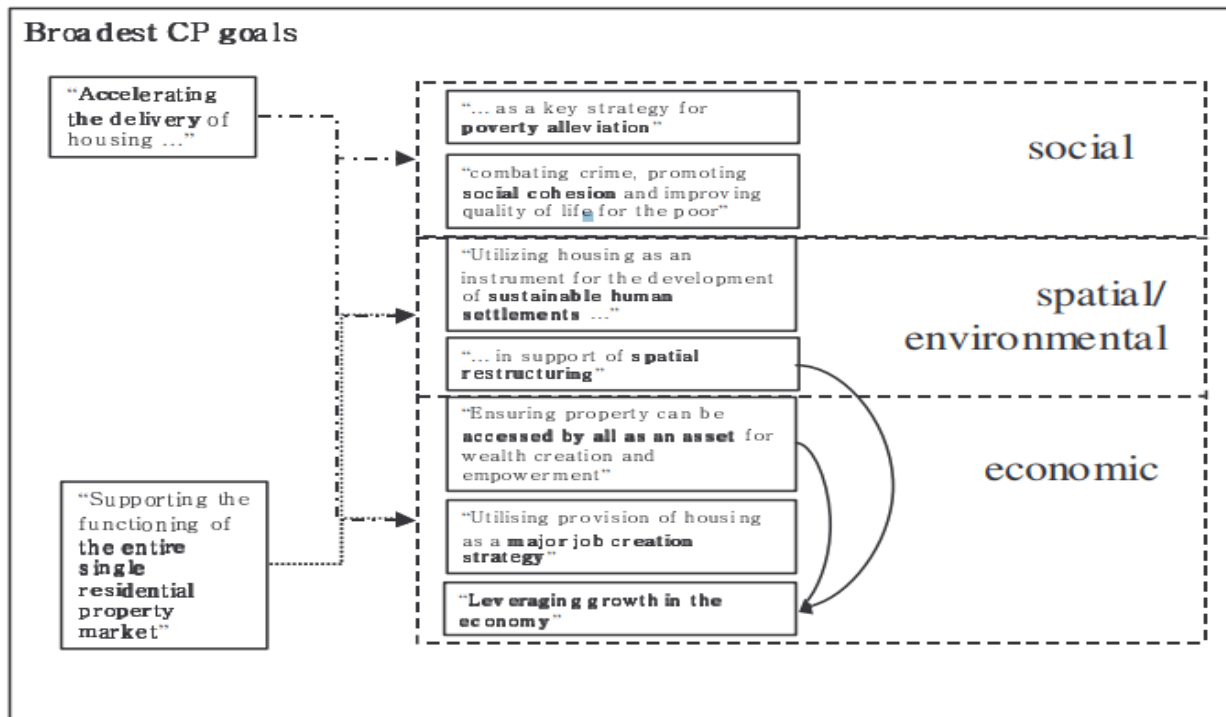 Broadest CP goals
“Accelerating
the delivery of
housing ...”
“... as a key strategy for
poverty alleviation”
“combating crime, promoting
social cohesion and improving
quality of life for the poor”
social
“Utilizing housing as an
instrument for the development
of sustainable human
settlements ...”
“... in support of spatial
restructuring”
spatial/
environmental
“Ensuring property can be
accessed by all as an asset for
wealth creation and
empowerment”
economic
“Supporting the
functioning of
the entire
single
residential
property
market”
“Utilising provision of housing
as a major job creation
strategy”
“Leveraging growth in the
economy”